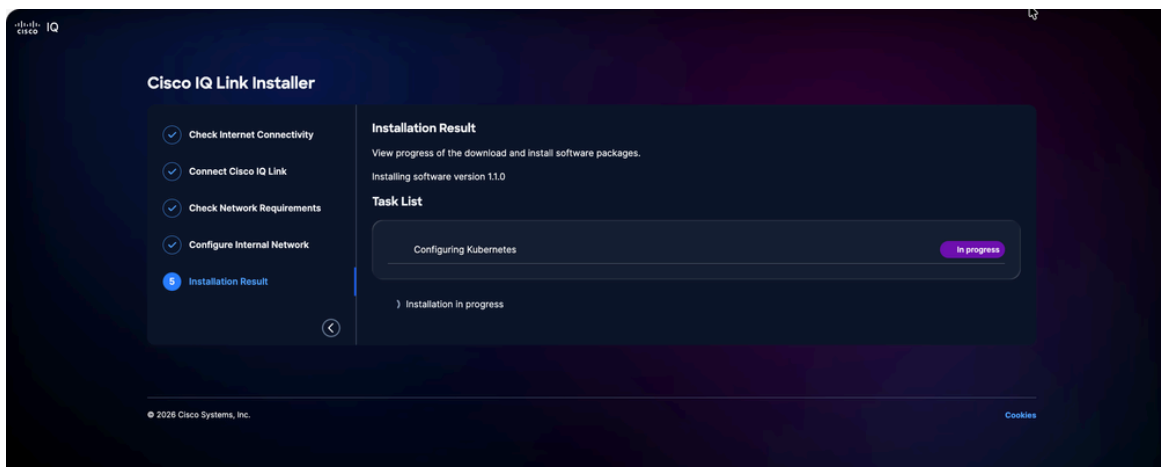 cisco IQ
Cisco IQ Link Installer
Check Internet Connectivity
Connect Cisco IQ Link
Check Network Requirements
Configure Internal Network
5 Installation Result
Installation Result
View progress of the download and install software packages.
Installing software version 1.1.0
Task List
Configuring Kubernetes In progress
Installation in progress
© 2026 Cisco Systems, Inc. Cookies